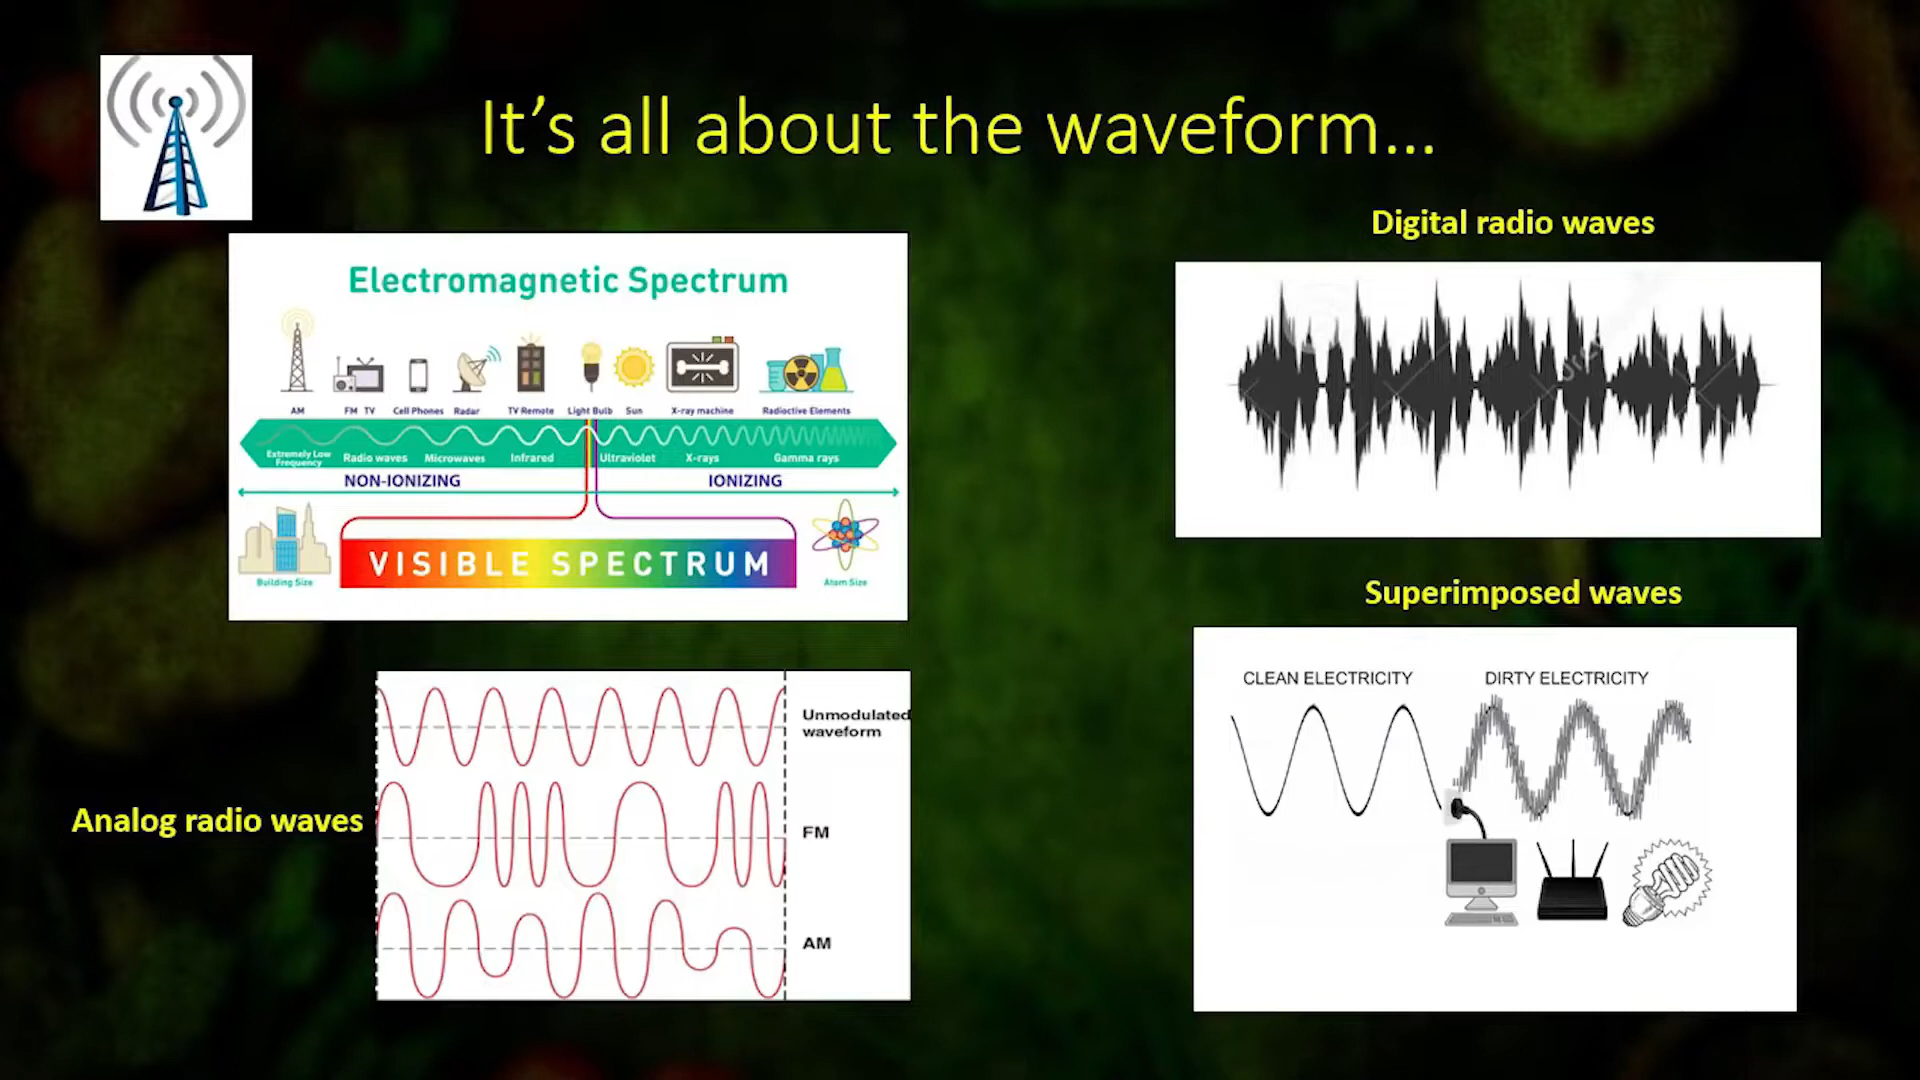 It's all about the waveform...
Electromagnetic Spectrum
AM FM TV Cell Phones Radar TV Remote Light Bulb Sun X-ray machine Radioctive Elements
Extremely Low
Frequency
Radio waves Microwaves Infrared Ultraviolet X-rays Gamma rays
NON-IONIZING IONIZING
VISIBLE SPECTRUM
Building Size Atom Size
Analog radio waves
Unmodulated
waveform
FM
AM
Digital radio waves
Superimposed waves
CLEAN ELECTRICITY DIRTY ELECTRICITY